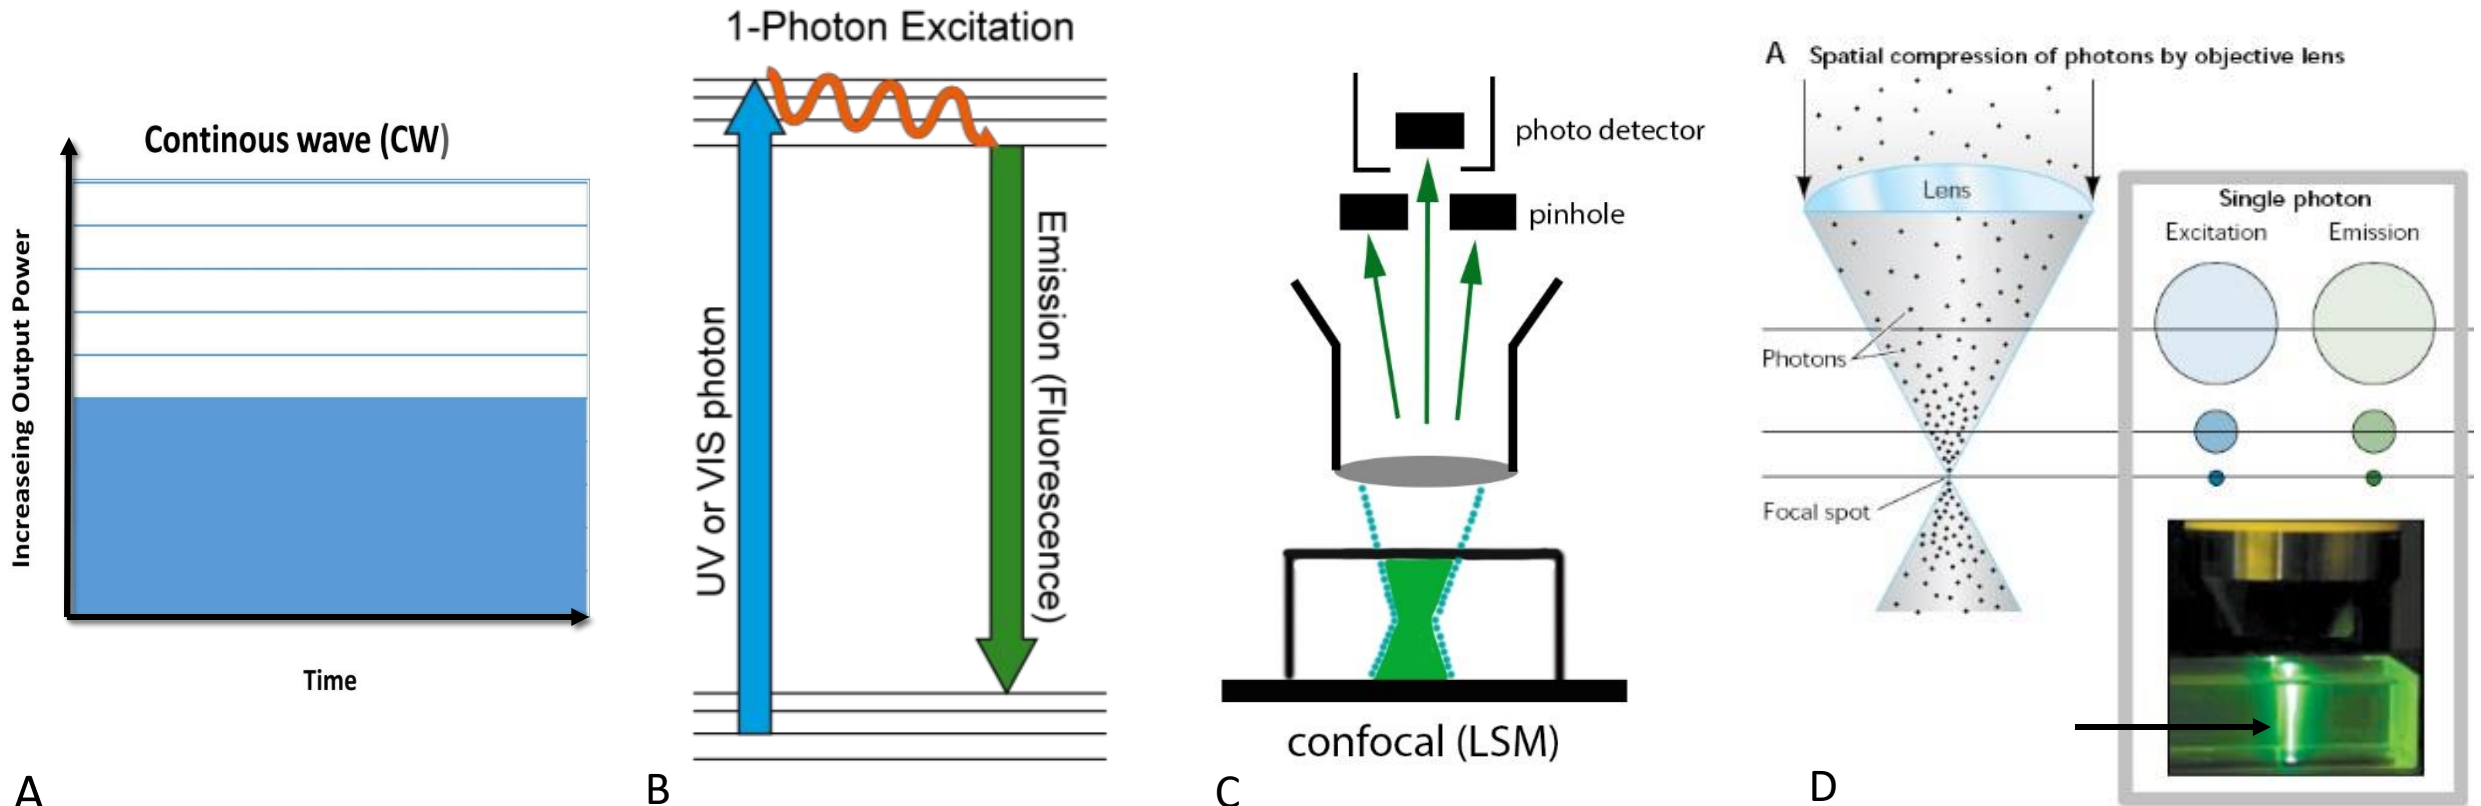 Continous wave (CW)
Increaseing Output Power
Time
A
1-Photon Excitation
UV or VIS photon
Emission (Fluorescence)
B
photo detector
pinhole
confocal (LSM)
C
A Spatial compression of photons by objective lens
Lens
Photons
Focal spot
Single photon
Excitation Emission
D